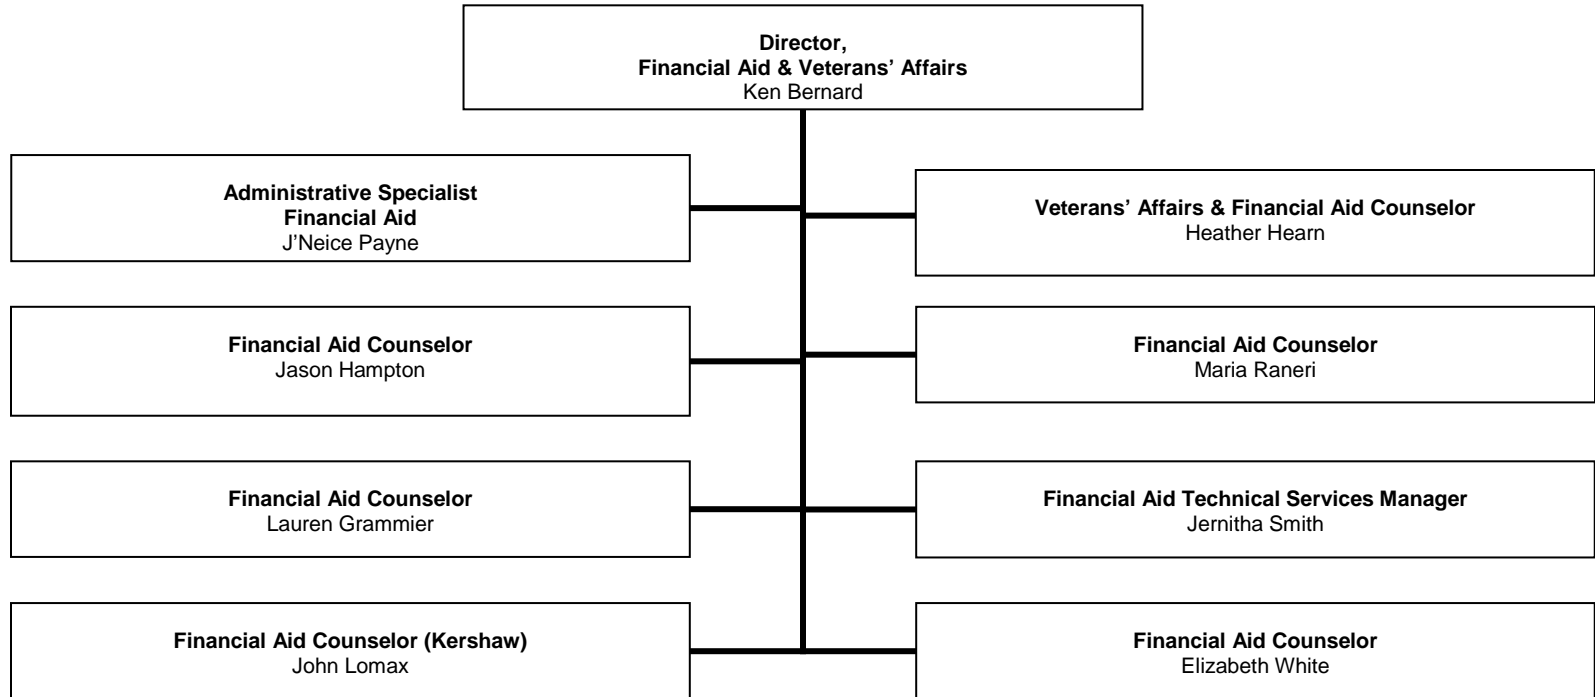 Director,
Financial Aid & Veterans’ Affairs
Ken Bernard
Administrative Specialist
Financial Aid
J’Neice Payne
Veterans’ Affairs & Financial Aid Counselor
Heather Hearn
Financial Aid Counselor
Jason Hampton
Financial Aid Counselor
Maria Raneri
Financial Aid Counselor
Lauren Grammier
Financial Aid Technical Services Manager
Jernitha Smith
Financial Aid Counselor (Kershaw)
John Lomax
Financial Aid Counselor
Elizabeth White